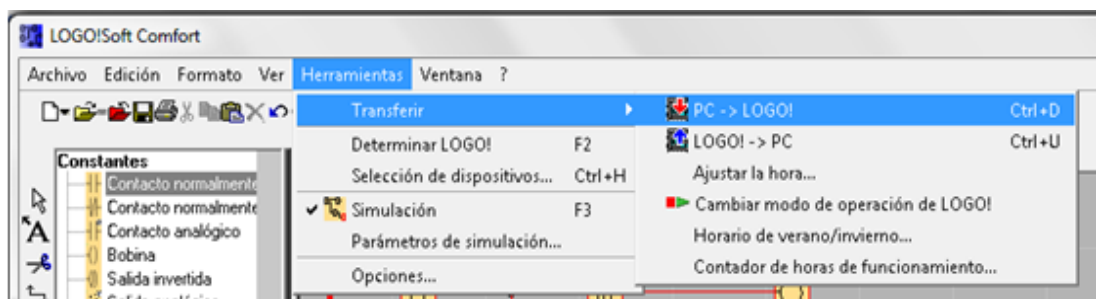 LOGO!Soft Comfort
Archivo Edición Formato Ver Herramientas Ventana ?
Transferir
Determinar LOGO! F2
Selección de dispositivos... Ctrl+H
Simulación F3
Parámetros de simulación...
Opciones...
PC -> LOGO! Ctrl+D
LOGO! -> PC Ctrl+U
Ajustar la hora...
Cambiar modo de operación de LOGO!
Horario de verano/invierno...
Contador de horas de funcionamiento...
Constantes
Contacto normalmente
Contacto normalmente
Contacto analógico
Bobina
Salida invertida